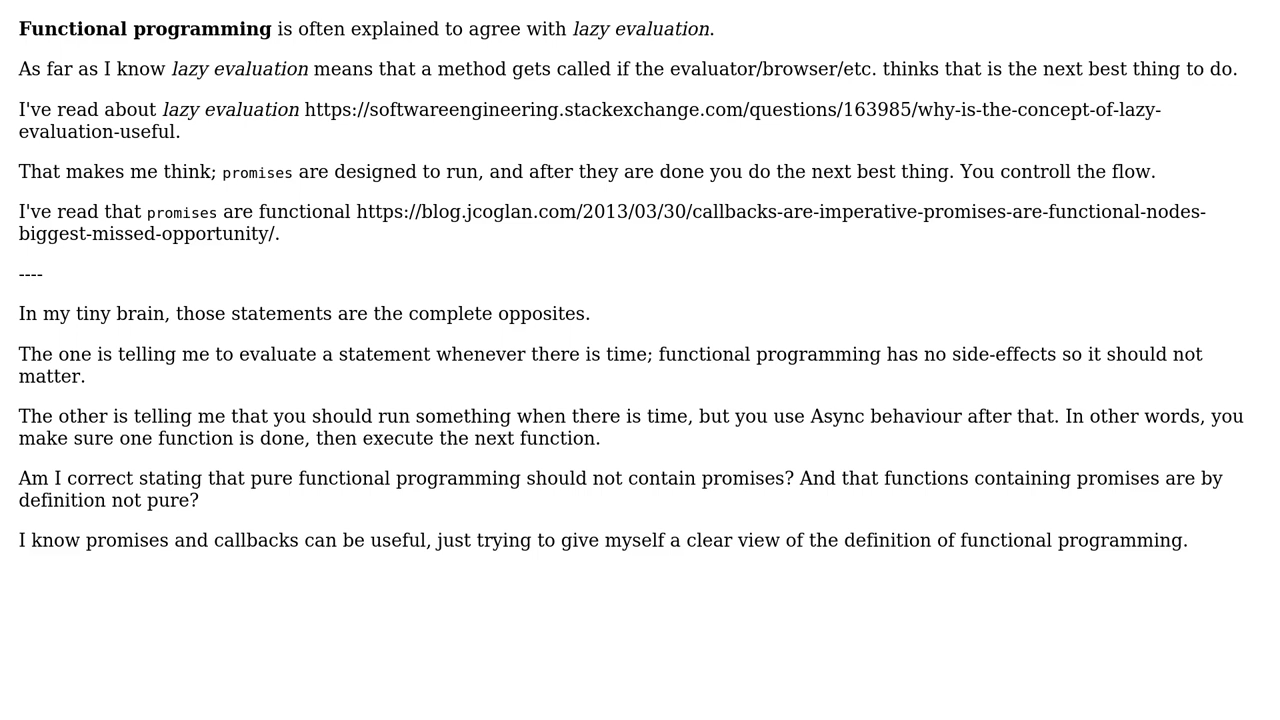 Functional programming is often explained to agree with lazy evaluation.
As far as I know lazy evaluation means that a method gets called if the evaluator/browser/etc. thinks that is the next best thing to do.
I've read about lazy evaluation https://softwareengineering.stackexchange.com/questions/163985/why-is-the-concept-of-lazy-
evaluation-useful.
That makes me think; promises are designed to run, and after they are done you do the next best thing. You controll the flow.
I've read that promises are functional https://blog.jcoglan.com/2013/03/30/callbacks-are-imperative-promises-are-functional-nodes-
biggest-missed-opportunity/.
----
In my tiny brain, those statements are the complete opposites.
The one is telling me to evaluate a statement whenever there is time; functional programming has no side-effects so it should not
matter.
The other is telling me that you should run something when there is time, but you use Async behaviour after that. In other words, you
make sure one function is done, then execute the next function.
Am I correct stating that pure functional programming should not contain promises? And that functions containing promises are by
definition not pure?
I know promises and callbacks can be useful, just trying to give myself a clear view of the definition of functional programming.